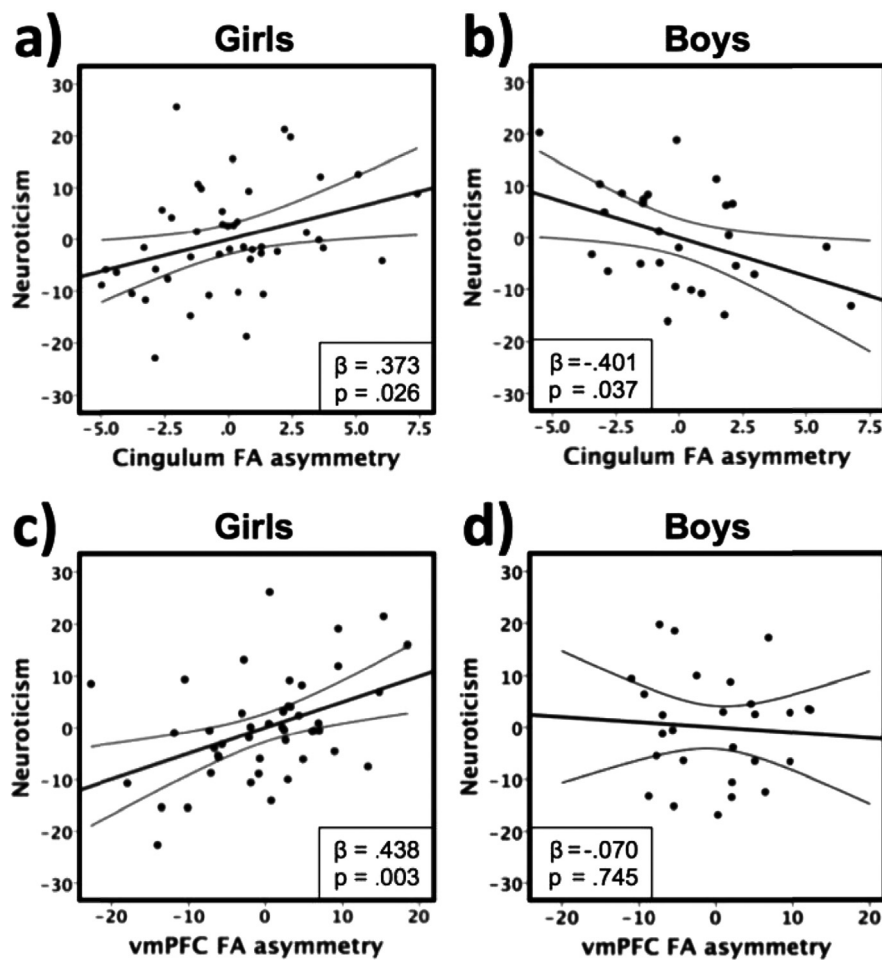 a) Girls
b) Boys
30
20
10
0
-10
-20
-30
Neuroticism
β = .373
p = .026
-5.0 -2.5 .0 2.5 5.0 7.5
Cingulum FA asymmetry
30
20
10
0
-10
-20
-30
Neuroticism
β =-.401
p = .037
-5.0 -2.5 .0 2.5 5.0 7.5
Cingulum FA asymmetry
c) Girls
d) Boys
30
20
10
0
-10
-20
-30
Neuroticism
β = .438
p = .003
-20 -10 0 10 20
vmPFC FA asymmetry
30
20
10
0
-10
-20
-30
Neuroticism
β =-.070
p = .745
-20 -10 0 10 20
vmPFC FA asymmetry